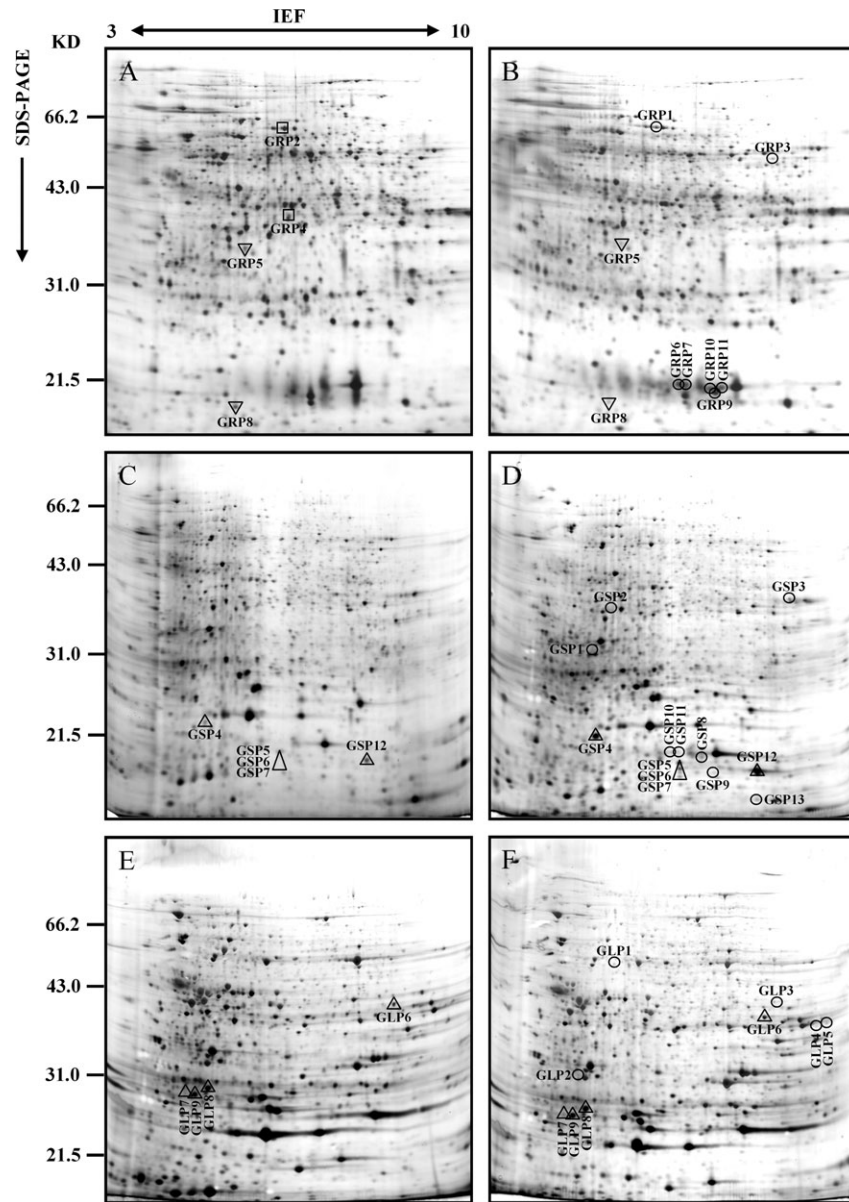 IEF
3 10
KD
SDS-PAGE
A
66.2
43.0
31.0
21.5
GRP2
GRP4
GRP5
GRP8
B
GRP1
GRP3
GRP5
GRP6
GRP7
GRP10
GRP11
GRP9
GRP8
C
66.2
43.0
31.0
21.5
GSP4
GSP5
GSP6
GSP7
GSP12
D
GSP2
GSP3
GSP1
GSP4
GSP10
GSP11
GSP8
GSP5
GSP6
GSP7
GSP9
GSP12
GSP13
E
66.2
43.0
31.0
21.5
GLP6
GLP7
GLP9
GLP8
F
GLP1
GLP3
GLP6
GLP4
GLP5
GLP2
GLP7
GLP9
GLP8